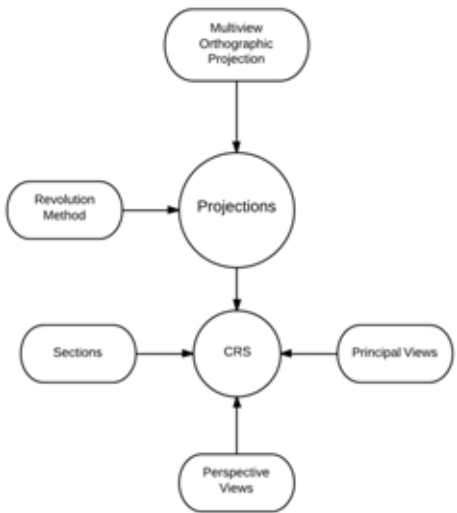 Multiview
Orthographic
Projection
Revolution
Method
Projections
Sections
CRS
Principal Views
Perspective
Views